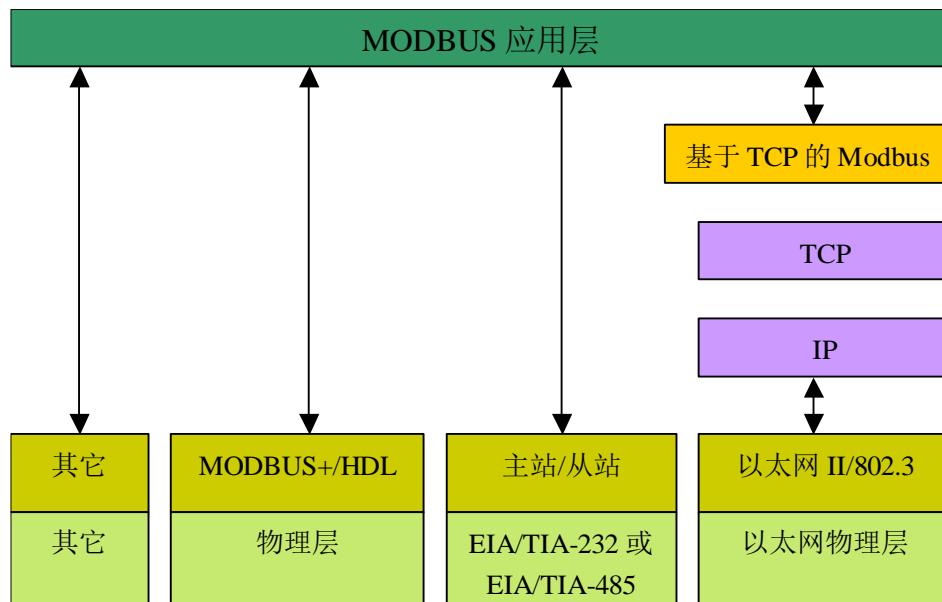 MODBUS 应用层
基于 TCP 的 Modbus
TCP
IP
其它
MODBUS+/HDL
主站/从站
以太网 II/802.3
其它
物理层
EIA/TIA-232 或
EIA/TIA-485
以太网物理层